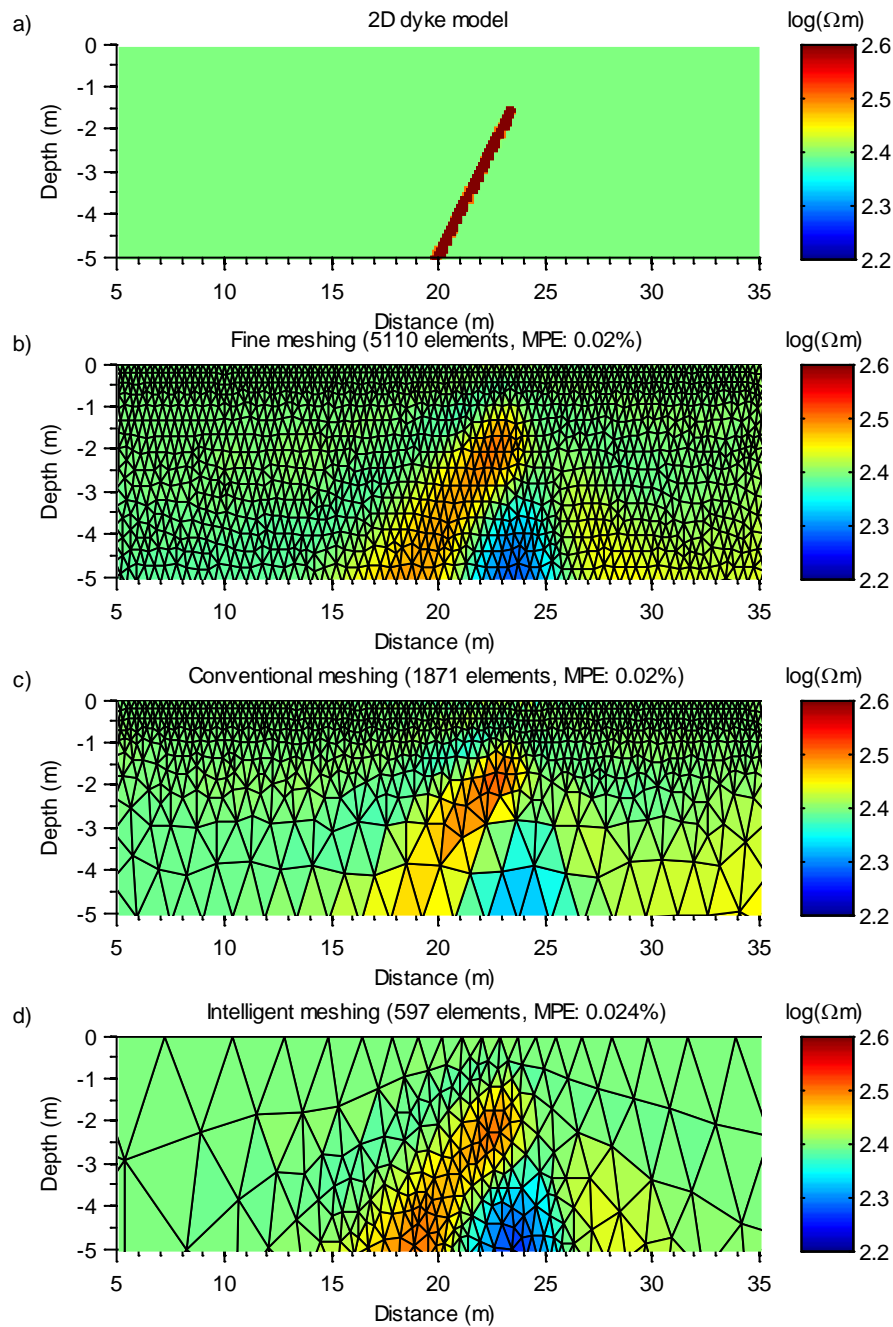 a)
2D dyke model
log(Ωm)
0
-1
-2
-3
-4
-5
Depth (m)
5 10 15 20 25 30 35
Distance (m)
2.6
2.5
2.4
2.3
2.2
b)
Fine meshing (5110 elements, MPE: 0.02%)
log(Ωm)
0
-1
-2
-3
-4
-5
Depth (m)
5 10 15 20 25 30 35
Distance (m)
2.6
2.5
2.4
2.3
2.2
c)
Conventional meshing (1871 elements, MPE: 0.02%)
log(Ωm)
0
-1
-2
-3
-4
-5
Depth (m)
5 10 15 20 25 30 35
Distance (m)
2.6
2.5
2.4
2.3
2.2
d)
Intelligent meshing (597 elements, MPE: 0.024%)
log(Ωm)
0
-1
-2
-3
-4
-5
Depth (m)
5 10 15 20 25 30 35
Distance (m)
2.6
2.5
2.4
2.3
2.2